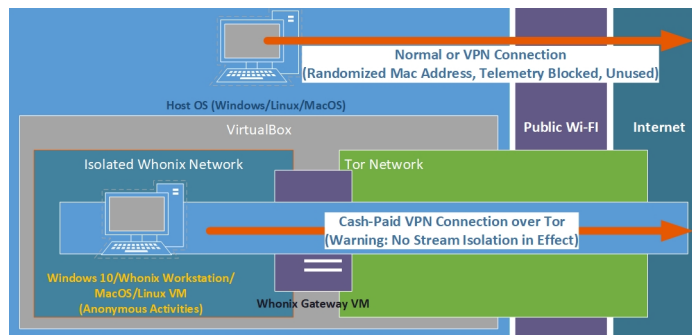 Normal or VPN Connection
(Randomized Mac Address, Telemetry Blocked, Unused)
Host OS (Windows/Linux/MacOS)
VirtualBox
Public Wi-FI
Internet
Isolated Whonix Network
Tor Network
Cash-Paid VPN Connection over Tor
(Warning: No Stream Isolation in Effect)
Windows 10/Whonix Workstation/
MacOS/Linux VM
(Anonymous Activities)
Whonix Gateway VM